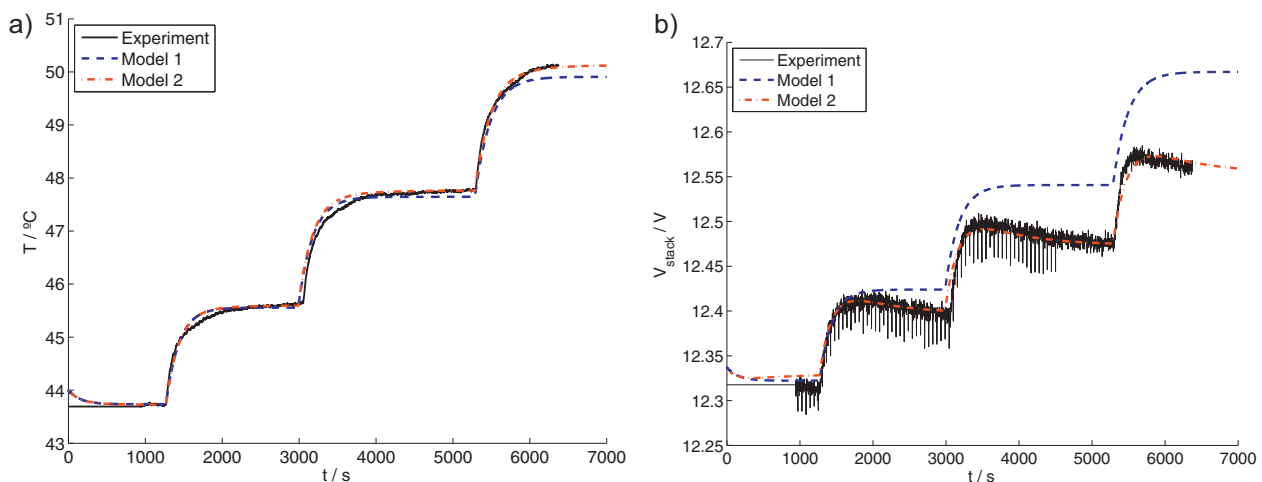 a)
51
50
49
48
47
46
45
44
43
T / ºC
Experiment
Model 1
Model 2
0 1000 2000 3000 4000 5000 6000 7000
t / s
b)
12.7
12.65
12.6
12.55
12.5
12.45
12.4
12.35
12.3
12.25
V_stack / V
Experiment
Model 1
Model 2
0 1000 2000 3000 4000 5000 6000 7000
t / s